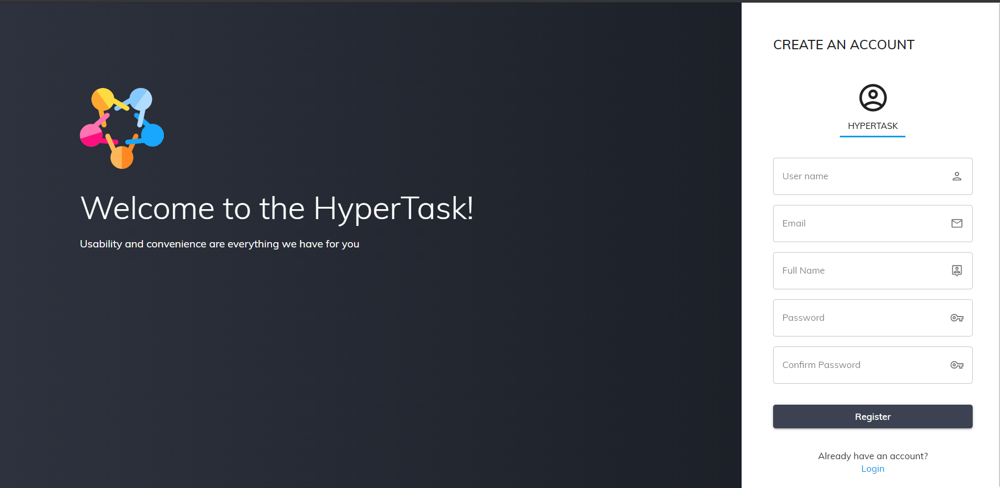 Welcome to the HyperTask!
Usability and convenience are everything we have for you
CREATE AN ACCOUNT
HYPERTASK
User name
Email
Full Name
Password
Confirm Password
Register
Already have an account?
Login